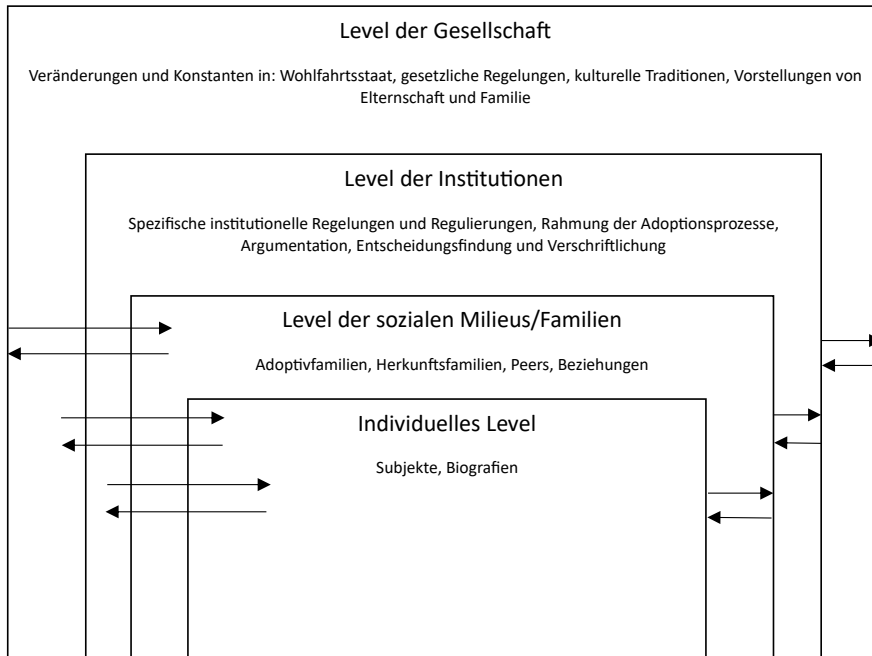 Level der Gesellschaft
Veränderungen und Konstanten in: Wohlfahrtsstaat, gesetzliche Regelungen, kulturelle Traditionen, Vorstellungen von
Elternschaft und Familie
Level der Institutionen
Spezifische institutionelle Regelungen und Regulierungen, Rahmung der Adoptionsprozesse,
Argumentation, Entscheidungsfindung und Verschriftlichung
Level der sozialen Milieus/Familien
Adoptivfamilien, Herkunftsfamilien, Peers, Beziehungen
Individuelles Level
Subjekte, Biografien